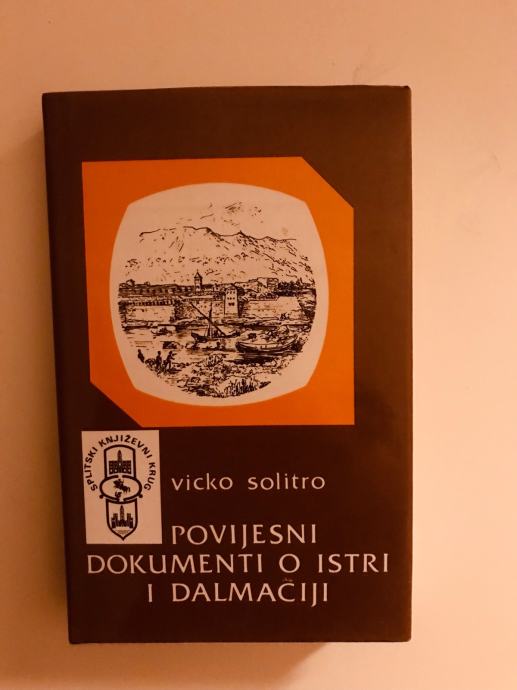 SPLITSKI KNJIŽEVNI KRUG
vicko solitro
POVIJESNI
DOKUMENTI O ISTRI
I DALMACIJI